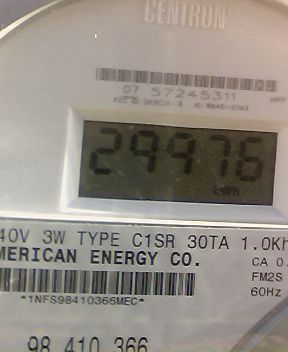 CENTRON
07 57245311
29976
kWh
40V 3W TYPE C1SR 30TA 1.0Kh
MERICAN ENERGY CO.
CA 0.
FM2S
*1NFS98410366MEC*
60Hz
98 410 366